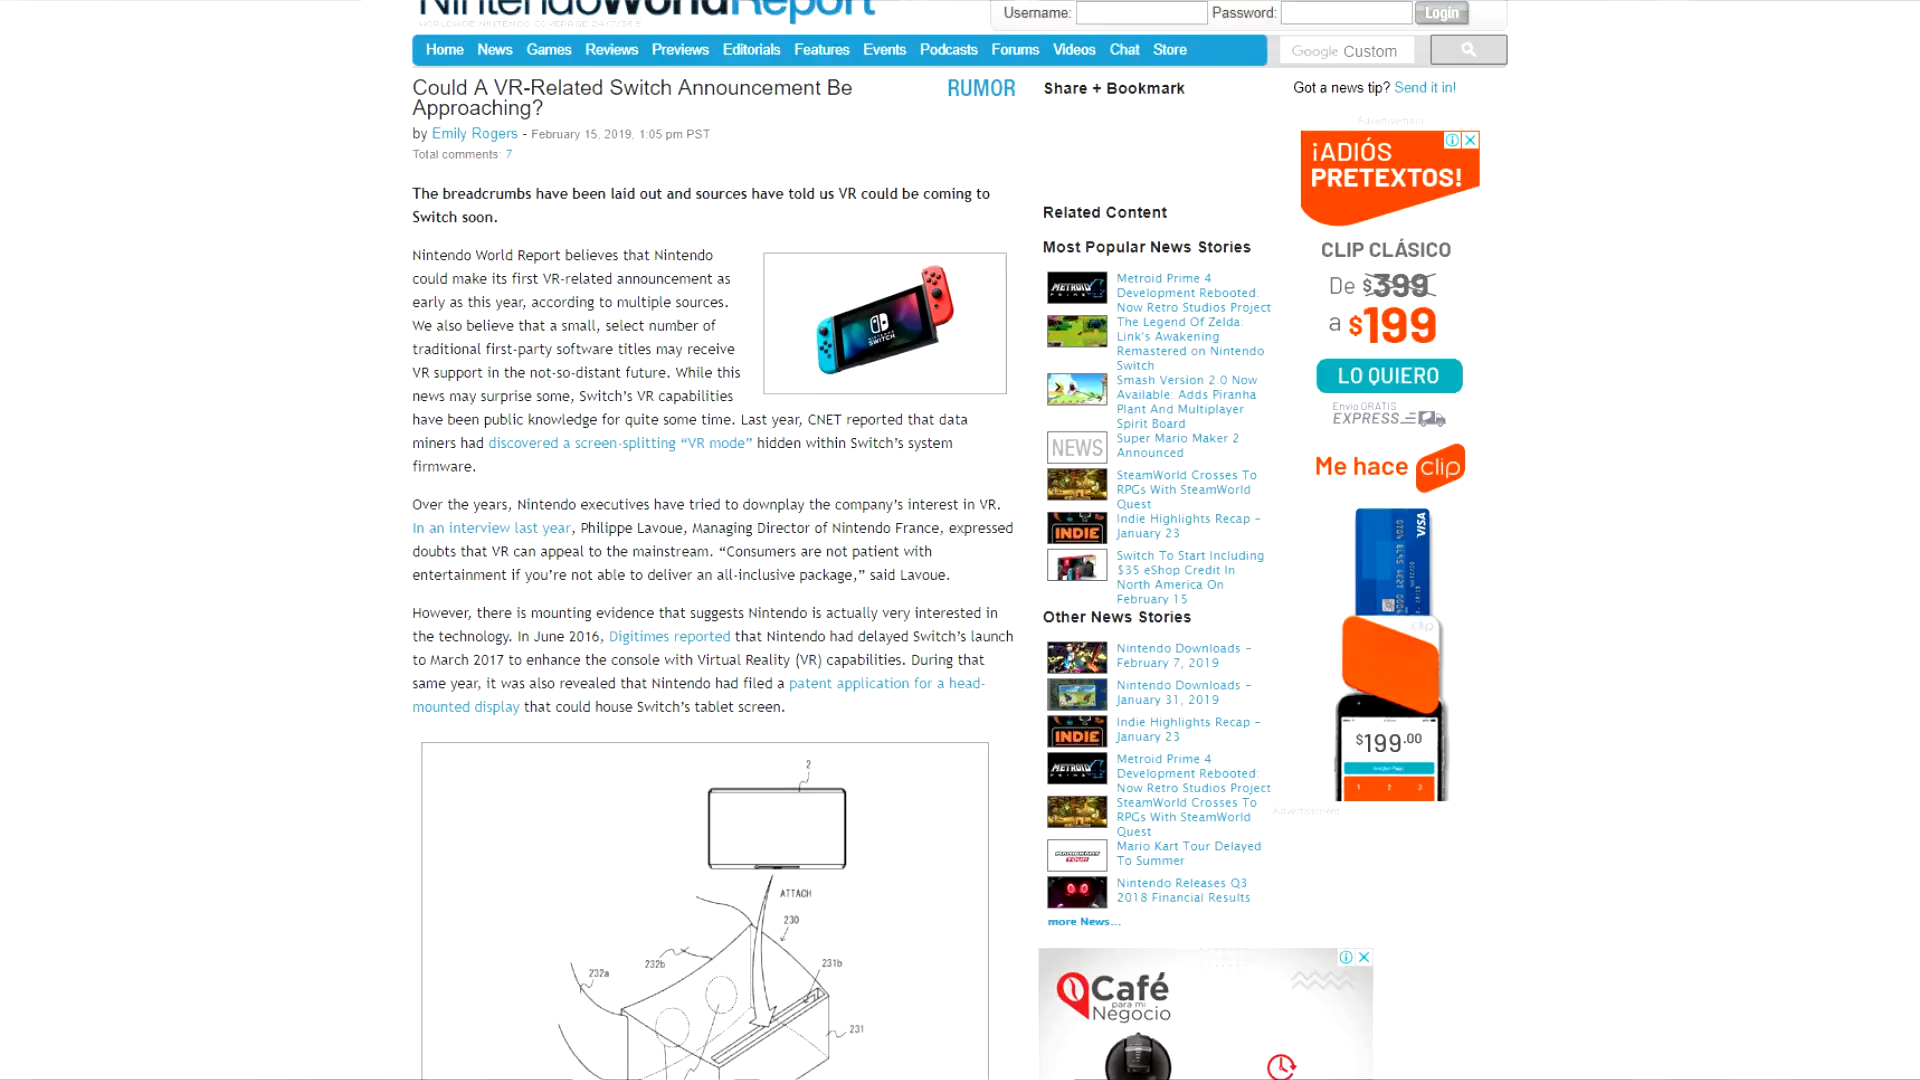 NintendoWorldReport
WORLDWIDE NINTENDO COVERAGE 24/7/365
Username:
Password:
Login
Home News Games Reviews Previews Editorials Features Events Podcasts Forums Videos Chat Store
Google Custom
Could A VR-Related Switch Announcement Be
Approaching?
RUMOR
by Emily Rogers - February 15, 2019, 1:05 pm PST
Total comments: 7
The breadcrumbs have been laid out and sources have told us VR could be coming to
Switch soon.
Nintendo World Report believes that Nintendo
could make its first VR-related announcement as
early as this year, according to multiple sources.
We also believe that a small, select number of
traditional first-party software titles may receive
VR support in the not-so-distant future. While this
news may surprise some, Switch's VR capabilities
have been public knowledge for quite some time. Last year, CNET reported that data
miners had discovered a screen-splitting “VR mode” hidden within Switch's system
firmware.
NINTENDO
SWITCH
Over the years, Nintendo executives have tried to downplay the company's interest in VR.
In an interview last year, Philippe Lavoue, Managing Director of Nintendo France, expressed
doubts that VR can appeal to the mainstream. “Consumers are not patient with
entertainment if you're not able to deliver an all-inclusive package,” said Lavoue.
However, there is mounting evidence that suggests Nintendo is actually very interested in
the technology. In June 2016, Digitimes reported that Nintendo had delayed Switch's launch
to March 2017 to enhance the console with Virtual Reality (VR) capabilities. During that
same year, it was also revealed that Nintendo had filed a patent application for a head-
mounted display that could house Switch's tablet screen.
2
ATTACH
230
232b
231b
232a
231
Share + Bookmark
Related Content
Most Popular News Stories
METROID
PRIME
Metroid Prime 4
Development Rebooted:
Now Retro Studios Project
The Legend Of Zelda:
Link's Awakening
Remastered on Nintendo
Switch
Smash Version 2.0 Now
Available: Adds Piranha
Plant And Multiplayer
Spirit Board
NEWS
Super Mario Maker 2
Announced
SteamWorld Crosses To
RPGs With SteamWorld
Quest
INDIE
Indie Highlights Recap -
January 23
Switch To Start Including
$35 eShop Credit In
North America On
February 15
Other News Stories
Nintendo Downloads -
February 7, 2019
Nintendo Downloads -
January 31, 2019
INDIE
Indie Highlights Recap -
January 23
METROID
PRIME
Metroid Prime 4
Development Rebooted:
Now Retro Studios Project
SteamWorld Crosses To
RPGs With SteamWorld
Quest
MARIO KART
TOUR
Mario Kart Tour Delayed
To Summer
Nintendo Releases Q3
2018 Financial Results
more News...
Got a news tip? Send it in!
Advertisement
¡ADIÓS
PRETEXTOS!
CLIP CLÁSICO
De $399
a $199
LO QUIERO
Envío GRATIS
EXPRESS
Me hace clip
VISA
clip
$199.00
1 2 3
Advertisement
Café
para mi
Negocio